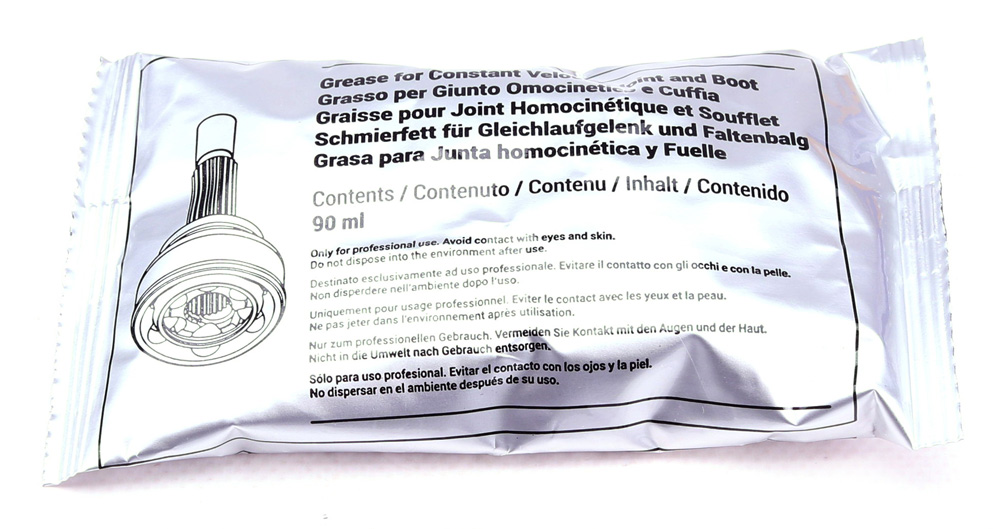 Grease for Constant Velocity Joint and Boot
Grasso per Giunto Omocinetico e Cuffia
Graisse pour Joint Homocinétique et Soufflet
Schmierfett für Gleichlaufgelenk und Faltenbalg
Grasa para Junta homocinética y Fuelle
Contents / Contenuto / Contenu / Inhalt / Contenido
90 ml
Only for professional use. Avoid contact with eyes and skin.
Do not dispose into the environment after use.
Destinato esclusivamente ad uso professionale. Evitare il contatto con gli occhi e con la pelle.
Non disperdere nell'ambiente dopo l'uso.
Uniquement pour usage professionnel. Eviter le contact avec les yeux et la peau.
Ne pas jeter dans l'environnement après utilisation.
Nur zum professionellen Gebrauch. Vermeiden Sie Kontakt mit den Augen und der Haut.
Nicht in die Umwelt nach Gebrauch entsorgen.
Sólo para uso profesional. Evitar el contacto con los ojos y la piel.
No dispersar en el ambiente después de su uso.